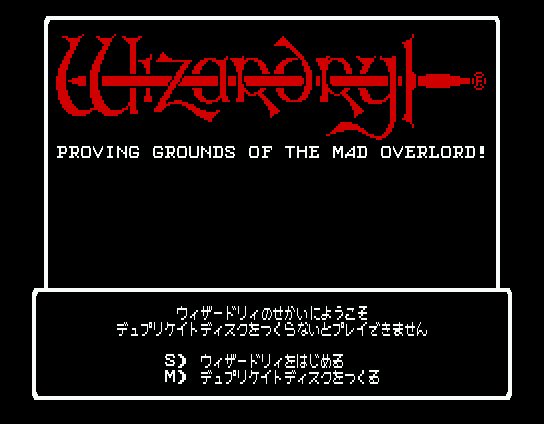 Wizardry®
PROVING GROUNDS OF THE MAD OVERLORD!
ウィザードリィのせかいにようこそ
デュプリケイトディスクをつくらないとプレイできません
S) ウィザードリィをはじめる
M) デュプリケイトディスクをつくる